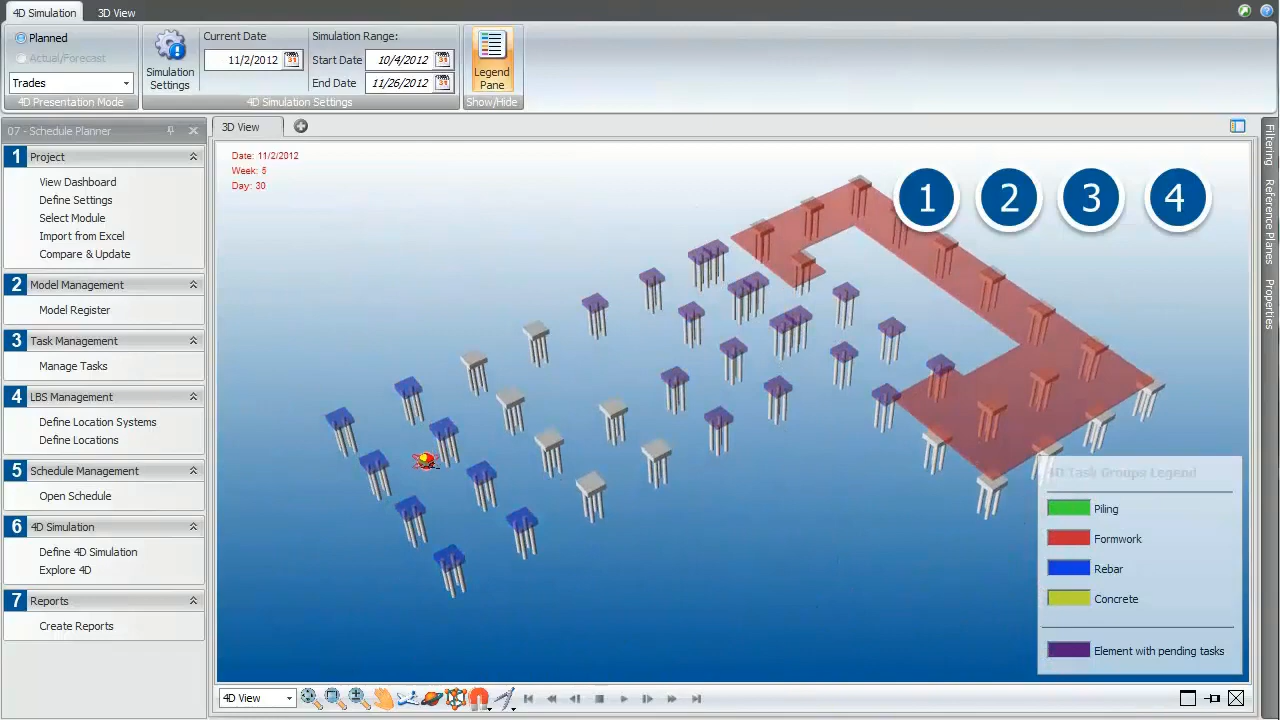 4D Simulation
3D View
Planned
Actual/Forecast
Trades
4D Presentation Mode
Simulation
Settings
Current Date
11/2/2012
31
Simulation Range:
Start Date 10/4/2012 31
End Date 11/26/2012 31
4D Simulation Settings
Legend
Pane
Show/Hide
07 - Schedule Planner
1 Project
View Dashboard
Define Settings
Select Module
Import from Excel
Compare & Update
2 Model Management
Model Register
3 Task Management
Manage Tasks
4 LBS Management
Define Location Systems
Define Locations
5 Schedule Management
Open Schedule
6 4D Simulation
Define 4D Simulation
Explore 4D
7 Reports
Create Reports
3D View
Date: 11/2/2012
Week: 5
Day: 30
1 2 3 4
4D Task Groups Legend
Piling
Formwork
Rebar
Concrete
Element with pending tasks
4D View
Filtering
Reference Planes
Properties